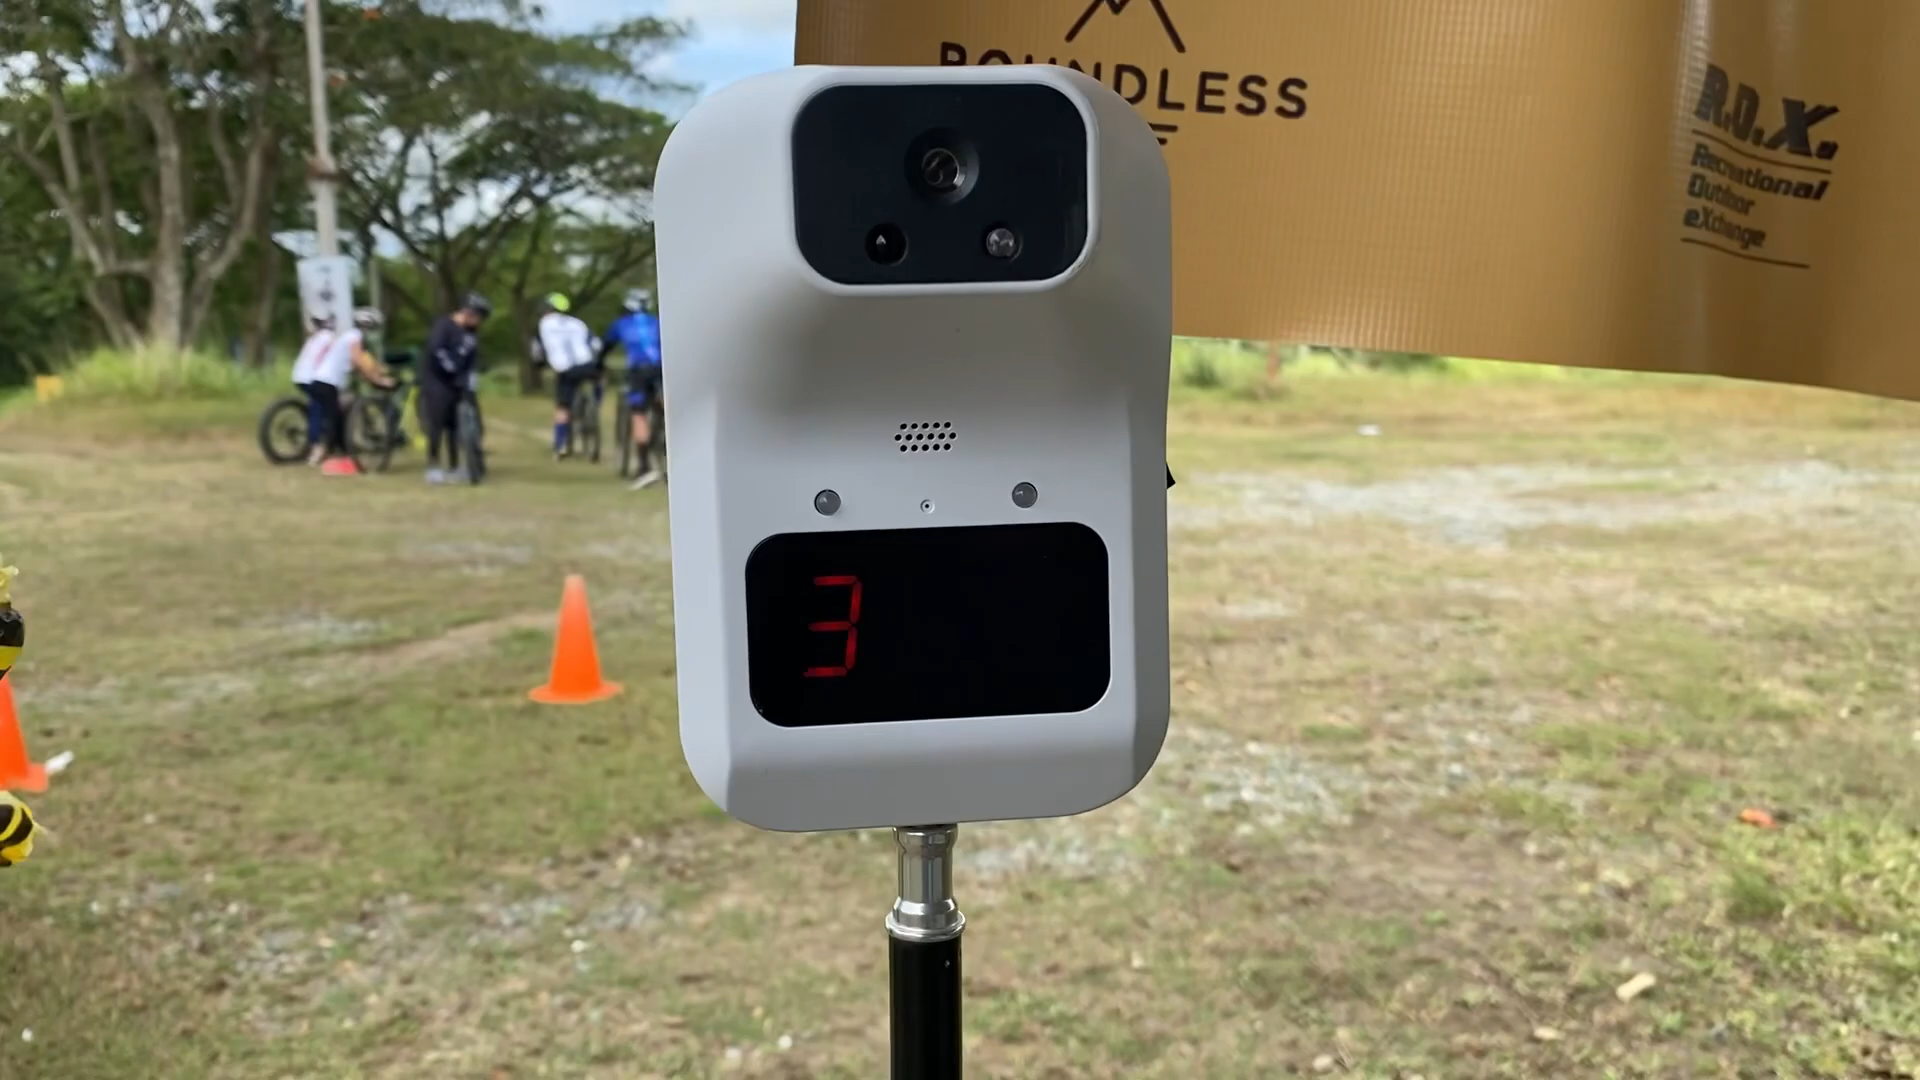 BOUNDLESS
R.O.X.
Recreational
Outdoor
eXchange
3